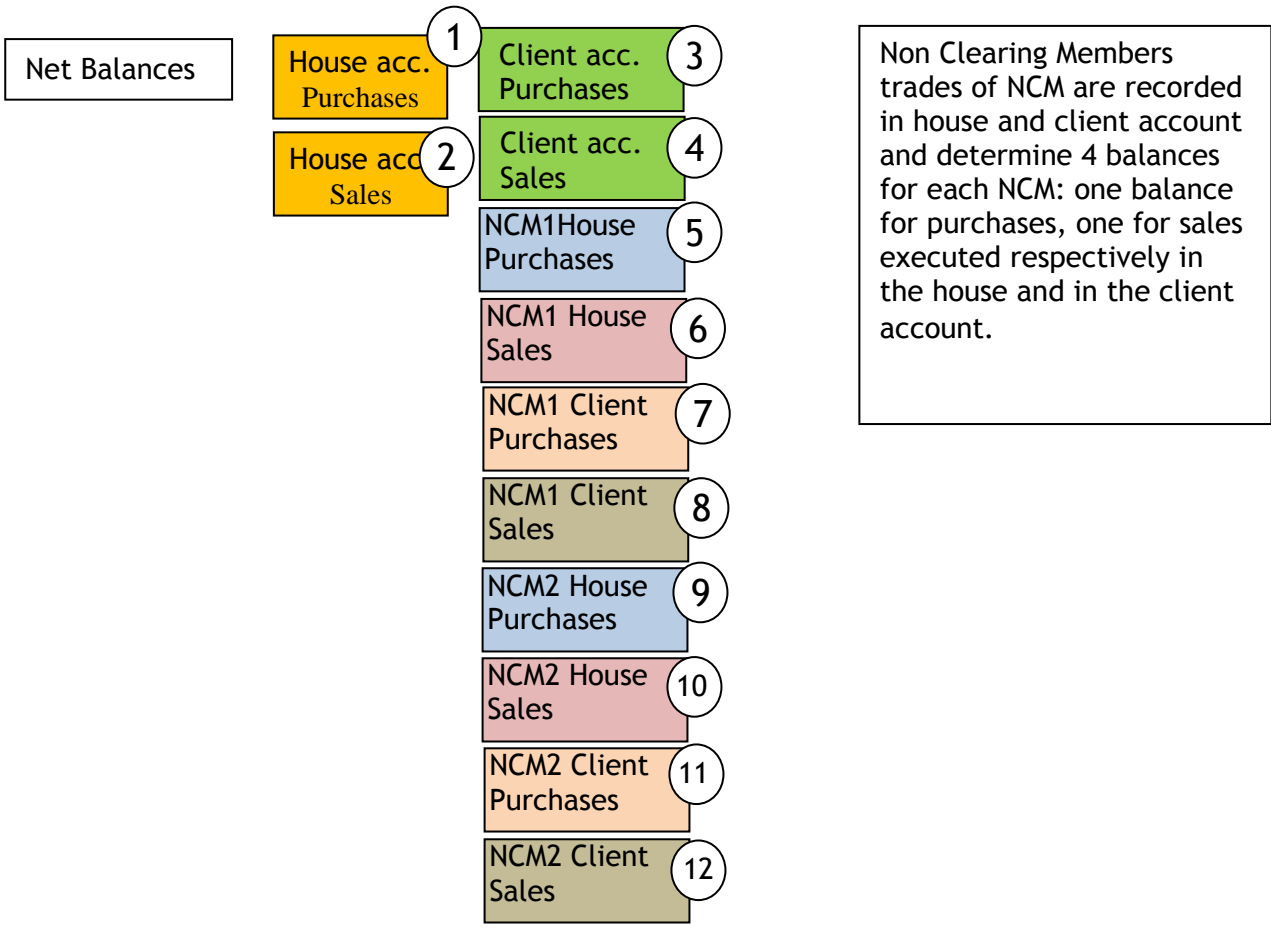 Net Balances
House acc.
Purchases
1
House acc
Sales
2
Client acc.
Purchases
3
Client acc.
Sales
4
NCM1House
Purchases
5
NCM1 House
Sales
6
NCM1 Client
Purchases
7
NCM1 Client
Sales
8
NCM2 House
Purchases
9
NCM2 House
Sales
10
NCM2 Client
Purchases
11
NCM2 Client
Sales
12
Non Clearing Members
trades of NCM are recorded
in house and client account
and determine 4 balances
for each NCM: one balance
for purchases, one for sales
executed respectively in
the house and in the client
account.